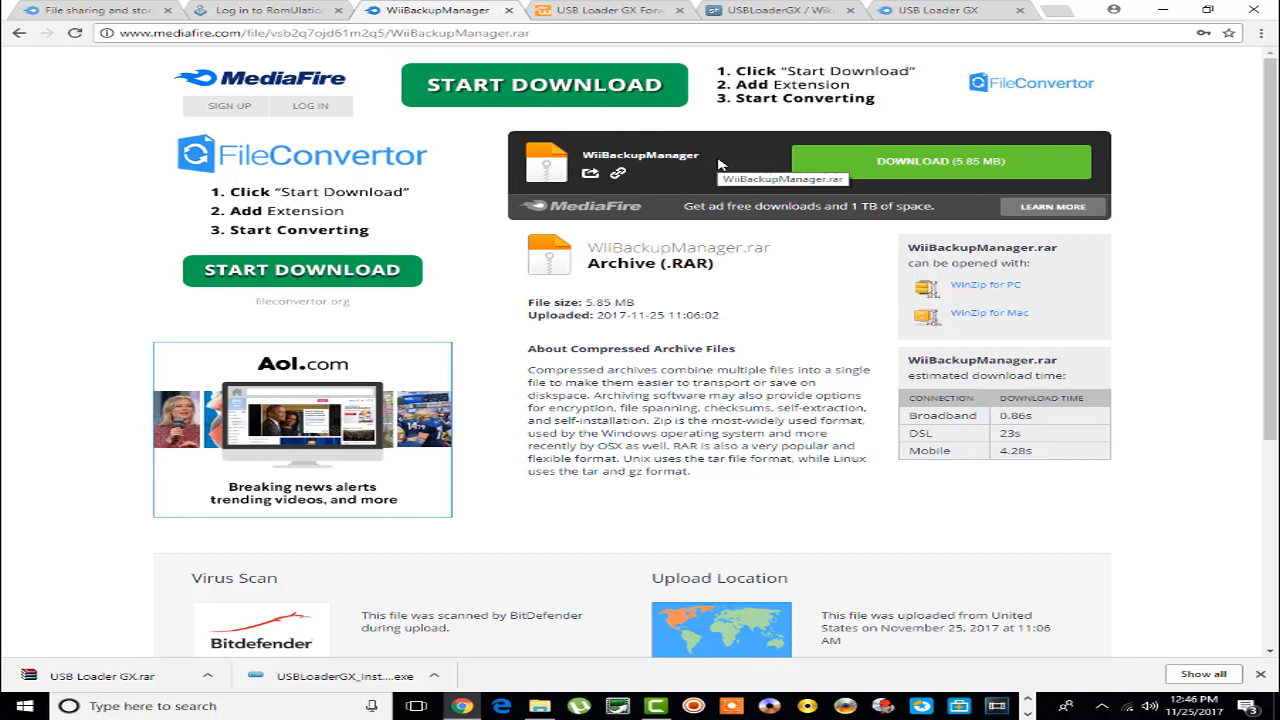 File sharing and stor
Log in to RomUlation
WiiBackupManager
USB Loader GX Forw
USBLoaderGX / Wiki
USB Loader GX
www.mediafire.com/file/vsb2q7ojd61m2q5/WiiBackupManager.rar
MediaFire
SIGN UP
LOG IN
START DOWNLOAD
1. Click “Start Download”
2. Add Extension
3. Start Converting
FileConvertor
FileConvertor
1. Click “Start Download”
2. Add Extension
3. Start Converting
START DOWNLOAD
fileconvertor.org
WiiBackupManager
DOWNLOAD (5.85 MB)
WiiBackupManager.rar
MediaFire
Get ad free downloads and 1 TB of space.
LEARN MORE
WiiBackupManager.rar
Archive (.RAR)
File size: 5.85 MB
Uploaded: 2017-11-25 11:06:02
About Compressed Archive Files
Compressed archives combine multiple files into a single
file to make them easier to transport or save on
diskspace. Archiving software may also provide options
for encryption, file spanning, checksums, self-extraction,
and self-installation. Zip is the most-widely used format,
used by the Windows operating system and more
recently by OSX as well. RAR is also a very popular and
flexible format. Unix uses the tar file format, while Linux
uses the tar and gz format.
WiiBackupManager.rar
can be opened with:
WinZip for PC
WinZip for Mac
WiiBackupManager.rar
estimated download time:
CONNECTION DOWNLOAD TIME
Broadband 0.86s
DSL 23s
Mobile 4.28s
Aol.com
Breaking news alerts
trending videos, and more
Virus Scan
Bitdefender
This file was scanned by BitDefender
during upload.
Upload Location
This file was uploaded from United
States on November 25, 2017 at 11:06
AM
USB Loader GX.rar
USBLoaderGX_Inst....exe
Show all
Type here to search
12:46 PM
11/25/2017
3